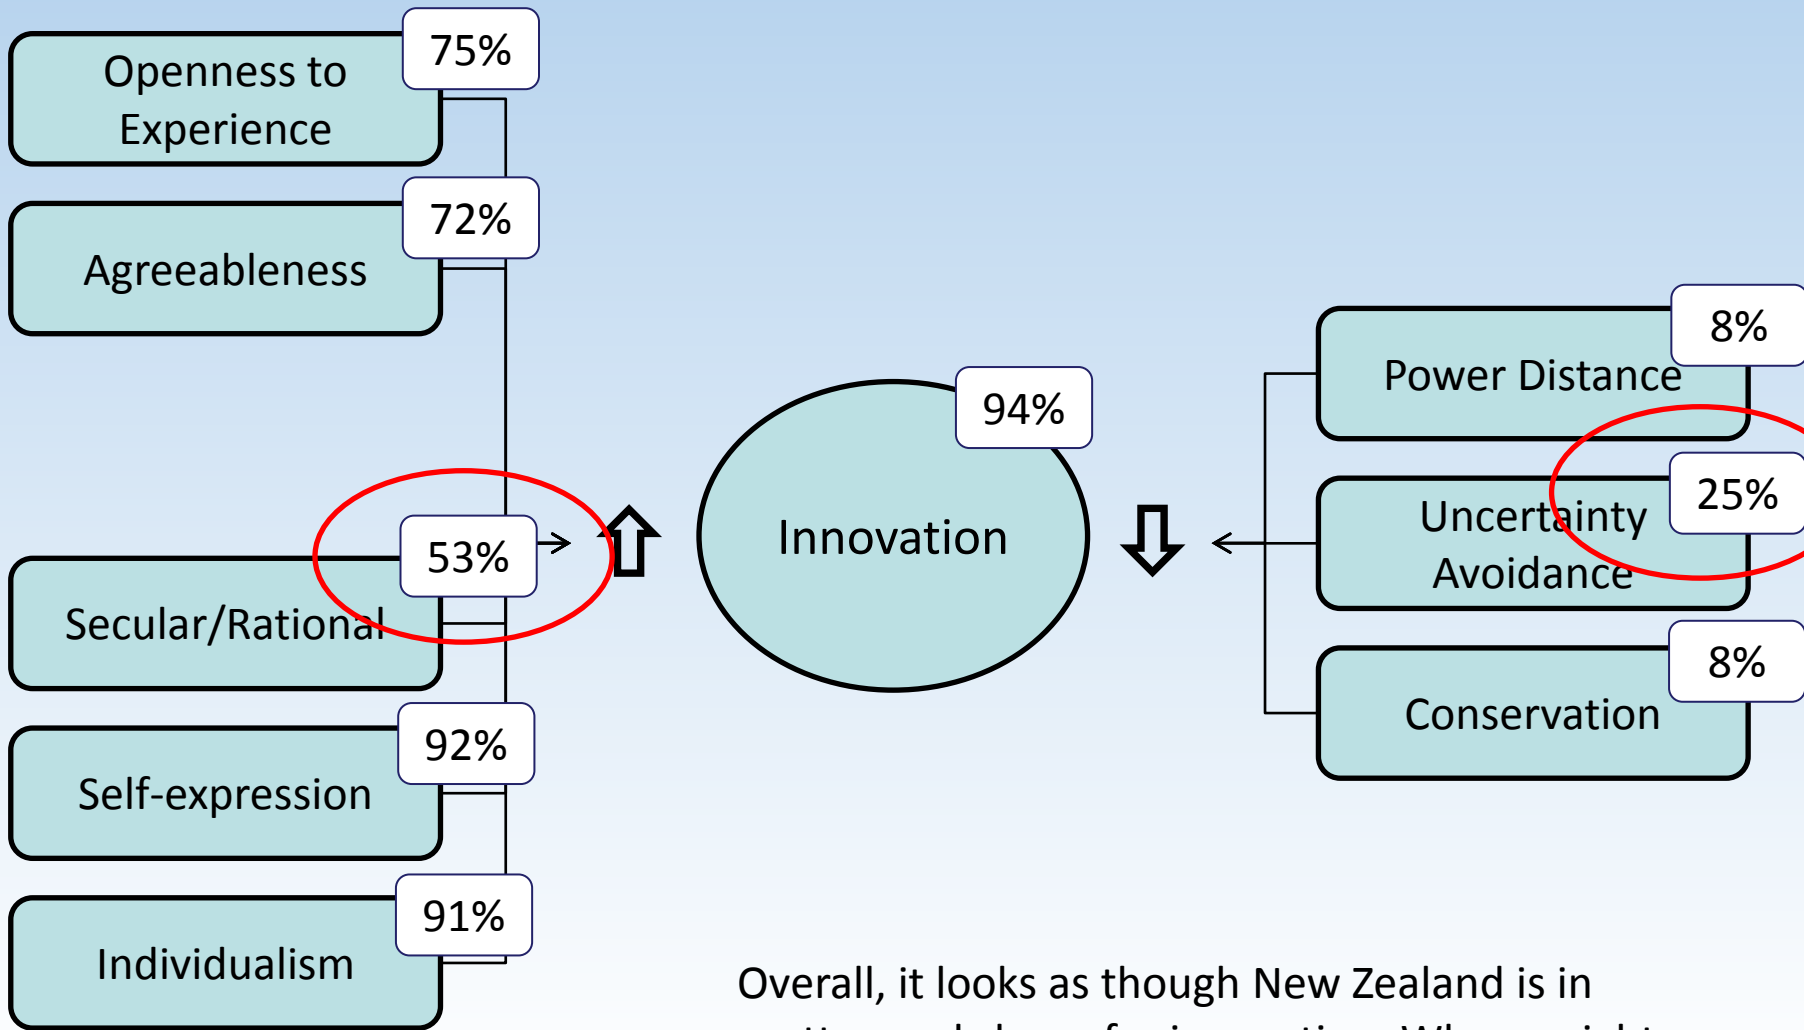 75%
Openness to
Experience
72%
Agreeableness
53%
Secular/Rational
92%
Self-expression
91%
Individualism
94%
Innovation
8%
Power Distance
25%
Uncertainty
Avoidance
8%
Conservation
Overall, it looks as though New Zealand is in